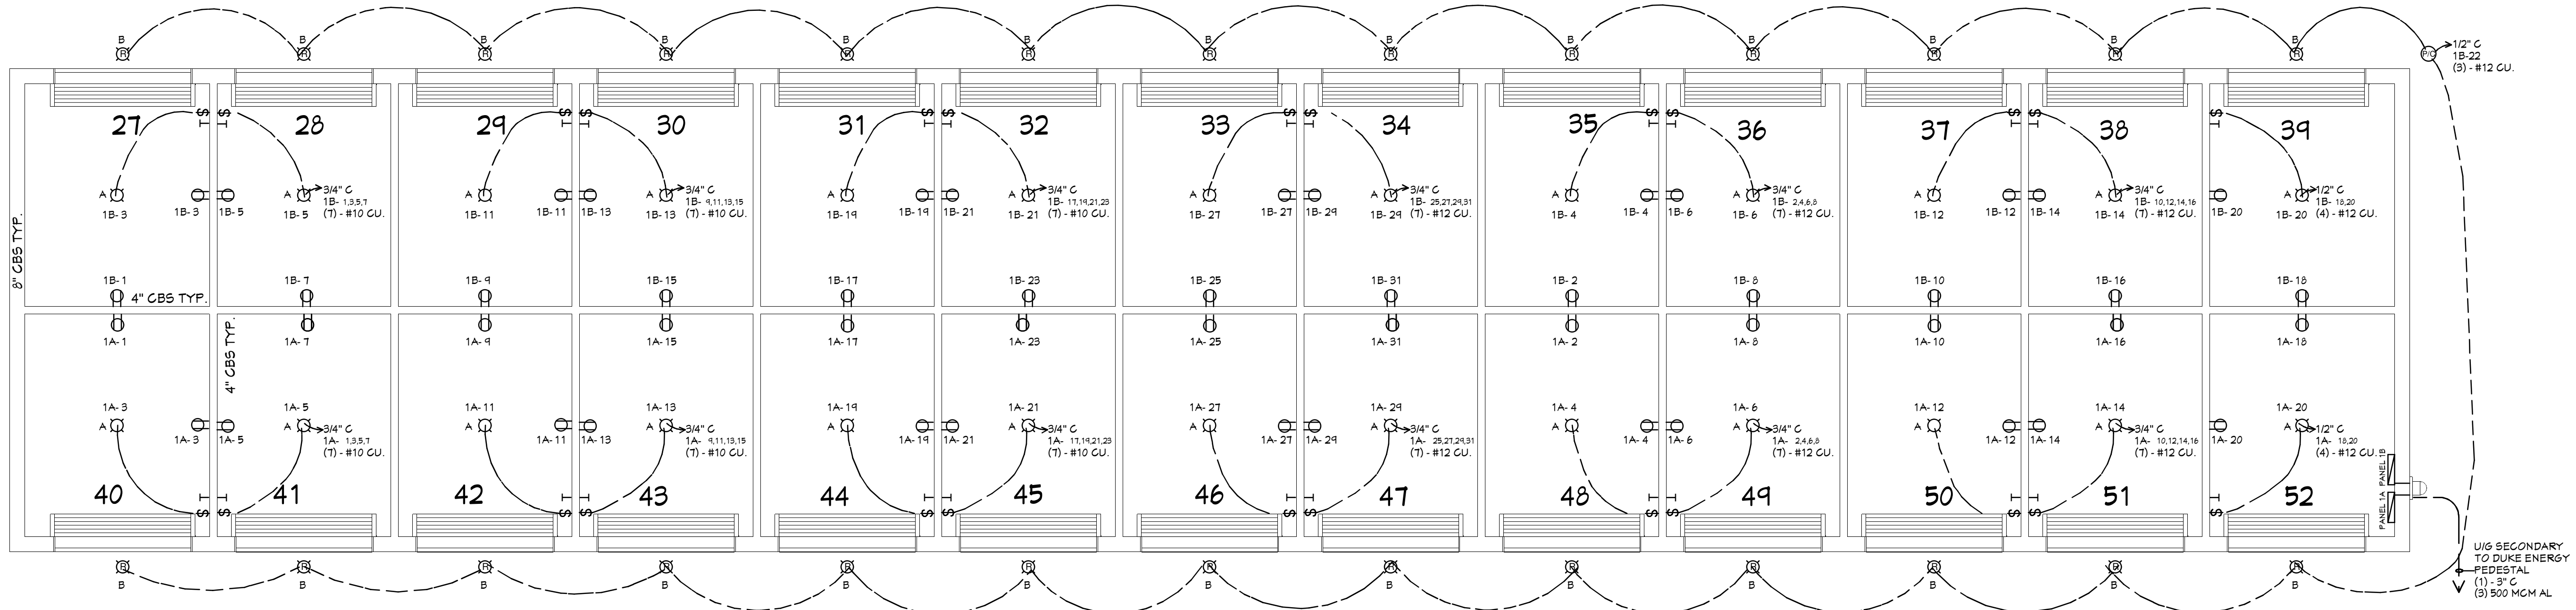 B B B B B B B B B B B B B
R R R R R R R R R R R R R P/C
1/2" C
1B-22
(3) - #12 CU.
$ $ $ $ $ $ $ $ $ $ $ $ $
T T T T T T T T T T T T T
27 28 29 30 31 32 33 34 35 36 37 38 39
8" CBS TYP.
A 1B-3 1B-3
1B-5 A 1B-5
3/4" C
1B- 1,3,5,7
(7) - #10 CU.
A 1B-11 1B-11
1B-13 A 1B-13
3/4" C
1B- 9,11,13,15
(7) - #10 CU.
A 1B-19 1B-19
1B-21 A 1B-21
3/4" C
1B- 17,19,21,23
(7) - #10 CU.
A 1B-27 1B-27
1B-29 A 1B-29
3/4" C
1B- 25,27,29,31
(7) - #12 CU.
A 1B-4 1B-4
1B-6 A 1B-6
3/4" C
1B- 2,4,6,8
(7) - #12 CU.
A 1B-12 1B-12
1B-14 A 1B-14
3/4" C
1B- 10,12,14,16
(7) - #12 CU.
1B-20 A 1B-20
1/2" C
1B- 18,20
(4) - #12 CU.
1B-1 1B-7 1B-9 1B-15 1B-17 1B-23 1B-25 1B-31 1B-2 1B-8 1B-10 1B-16 1B-18
4" CBS TYP.
4" CBS TYP.
1A-1 1A-7 1A-9 1A-15 1A-17 1A-23 1A-25 1A-31 1A-2 1A-8 1A-10 1A-16 1A-18
1A-3 1A-5 1A-11 1A-13 1A-19 1A-21 1A-27 1A-29 1A-4 1A-6 1A-12 1A-14 1A-20
A 1A-3
1A-5 A
3/4" C
1A- 1,3,5,7
(7) - #10 CU.
A 1A-11
1A-13 A
3/4" C
1A- 9,11,13,15
(7) - #10 CU.
A 1A-19
1A-21 A
3/4" C
1A- 17,19,21,23
(7) - #10 CU.
A 1A-27
1A-29 A
3/4" C
1A- 25,27,29,31
(7) - #12 CU.
A 1A-4
1A-6 A
3/4" C
1A- 2,4,6,8
(7) - #12 CU.
A 1A-12
1A-14 A
3/4" C
1A- 10,12,14,16
(7) - #12 CU.
1A-20 A
1/2" C
1A- 18,20
(4) - #12 CU.
PANEL 1B
PANEL 1A
40 41 42 43 44 45 46 47 48 49 50 51 52
T T T T T T T T T T T T T
$ $ $ $ $ $ $ $ $ $ $ $ $
R R R R R R R R R R R R R
B B B B B B B B B B B B B
U/G SECONDARY
TO DUKE ENERGY
PEDESTAL
(1) - 3" C
(3) 500 MCM AL